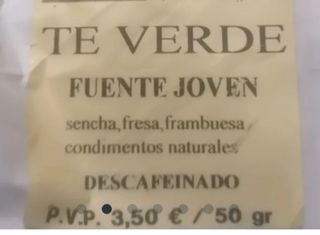 TE VERDE
FUENTE JOVEN
sencha,fresa,frambuesa
condimentos naturales
DESCAFEINADO
P.V.P. 3,50 € / 50 gr